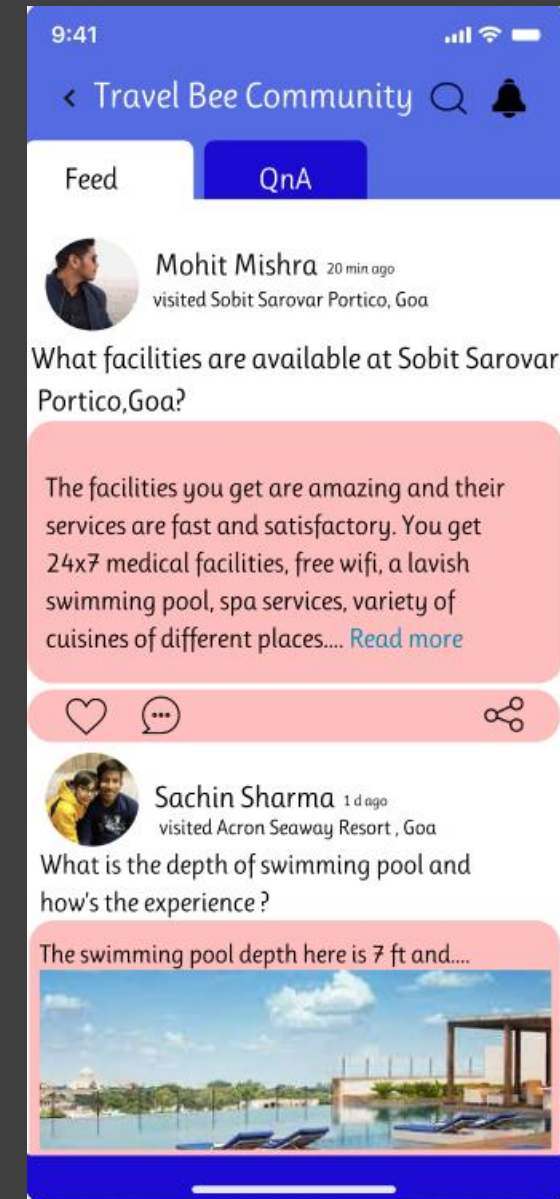 9:41
Travel Bee Community
Feed
QnA
Mohit Mishra 20 min ago
visited Sobit Sarovar Portico, Goa
What facilities are available at Sobit Sarovar
Portico,Goa?
The facilities you get are amazing and their
services are fast and satisfactory. You get
24x7 medical facilities, free wifi, a lavish
swimming pool, spa services, variety of
cuisines of different places.... Read more
Sachin Sharma 1 d ago
visited Acron Seaway Resort , Goa
What is the depth of swimming pool and
how's the experience ?
The swimming pool depth here is 7 ft and....